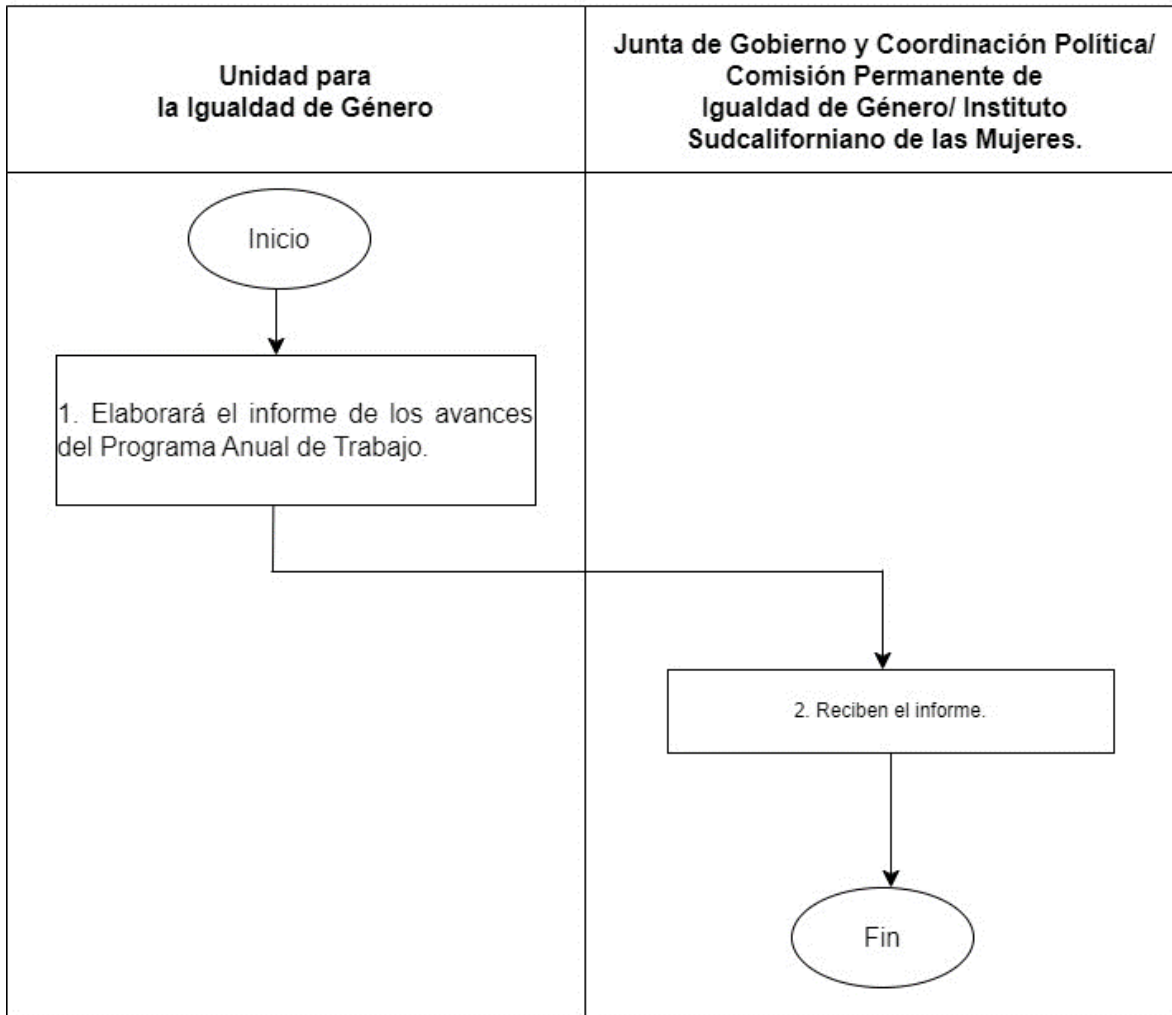 Unidad para
la Igualdad de Género
Junta de Gobierno y Coordinación Política/
Comisión Permanente de
Igualdad de Género/ Instituto
Sudcaliforniano de las Mujeres.
Inicio
1. Elaborará el informe de los avances
del Programa Anual de Trabajo.
2. Reciben el informe.
Fin